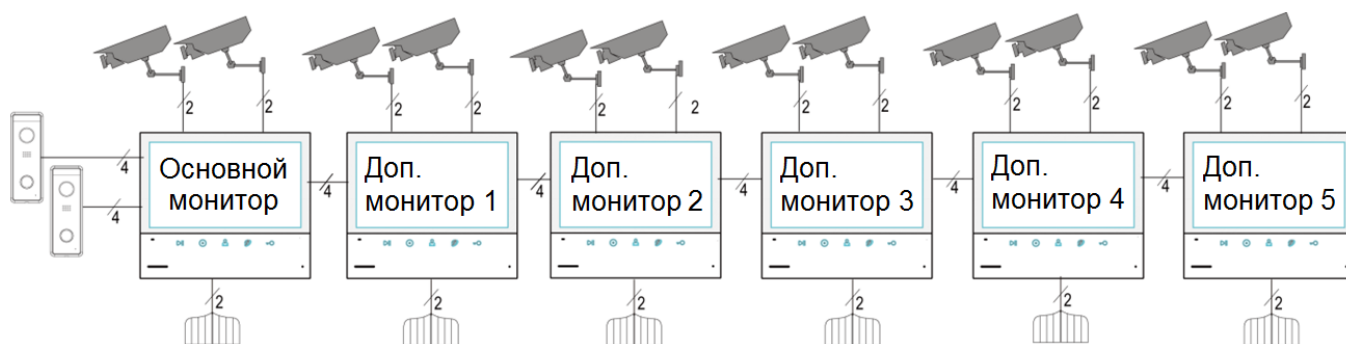 2 2 2 2 2 2 2 2 2 2 2 2
4
Основной
монитор
4
4
Доп.
монитор 1
4
Доп.
монитор 2
4
Доп.
монитор 3
4
Доп.
монитор 4
4
Доп.
монитор 5
2 2 2 2 2 2